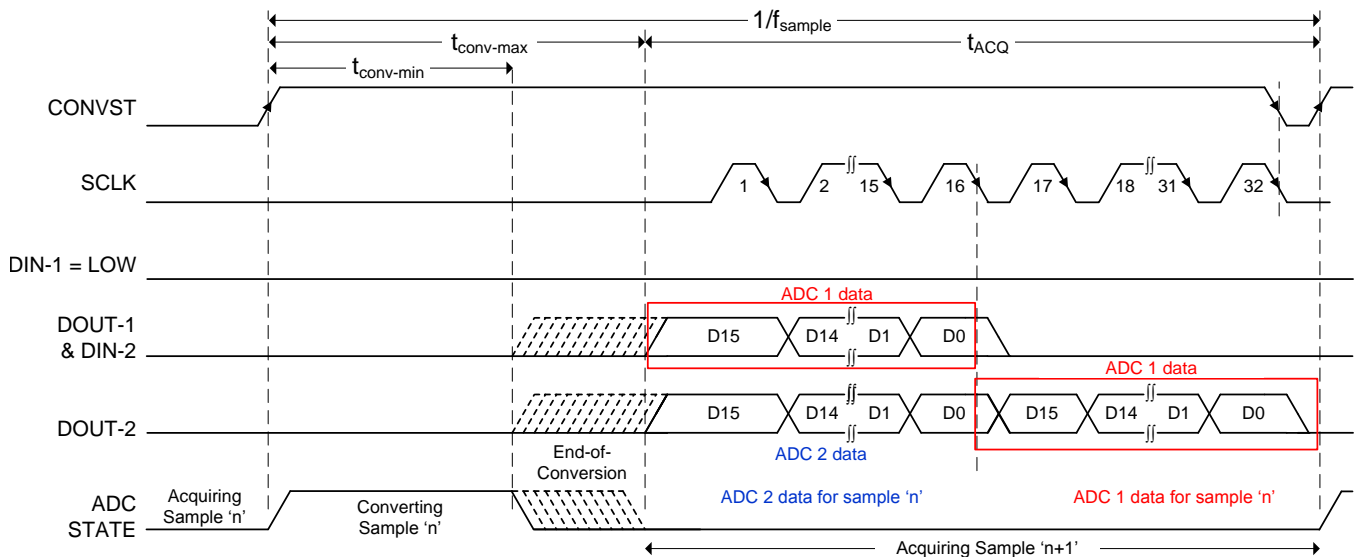 1/fsample
tconv-max
tACQ
tconv-min
CONVST
SCLK
1 2 15 16 17 18 31 32
DIN-1 = LOW
ADC 1 data
DOUT-1
& DIN-2
D15 D14 D1 D0
ADC 1 data
DOUT-2
D15 D14 D1 D0 D15 D14 D1 D0
End-of-
Conversion
ADC 2 data
ADC
STATE
Acquiring
Sample ‘n’
Converting
Sample ‘n’
ADC 2 data for sample ‘n’
ADC 1 data for sample ‘n’
Acquiring Sample ‘n+1’